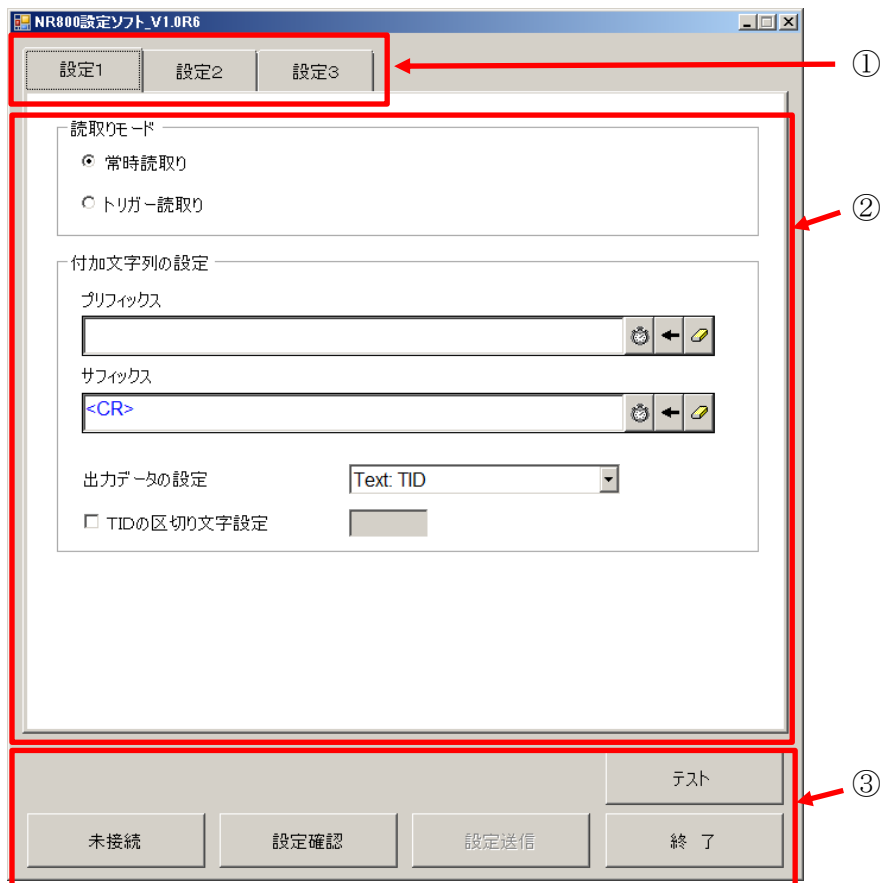 NR800設定ソフト_V1.0R6
設定1 設定2 設定3
①
読取りモード
常時読取り
トリガー読取り
②
付加文字列の設定
プリフィックス
サフィックス
<CR>
出力データの設定 Text: TID
TIDの区切り文字設定
テスト
③
未接続 設定確認 設定送信 終 了